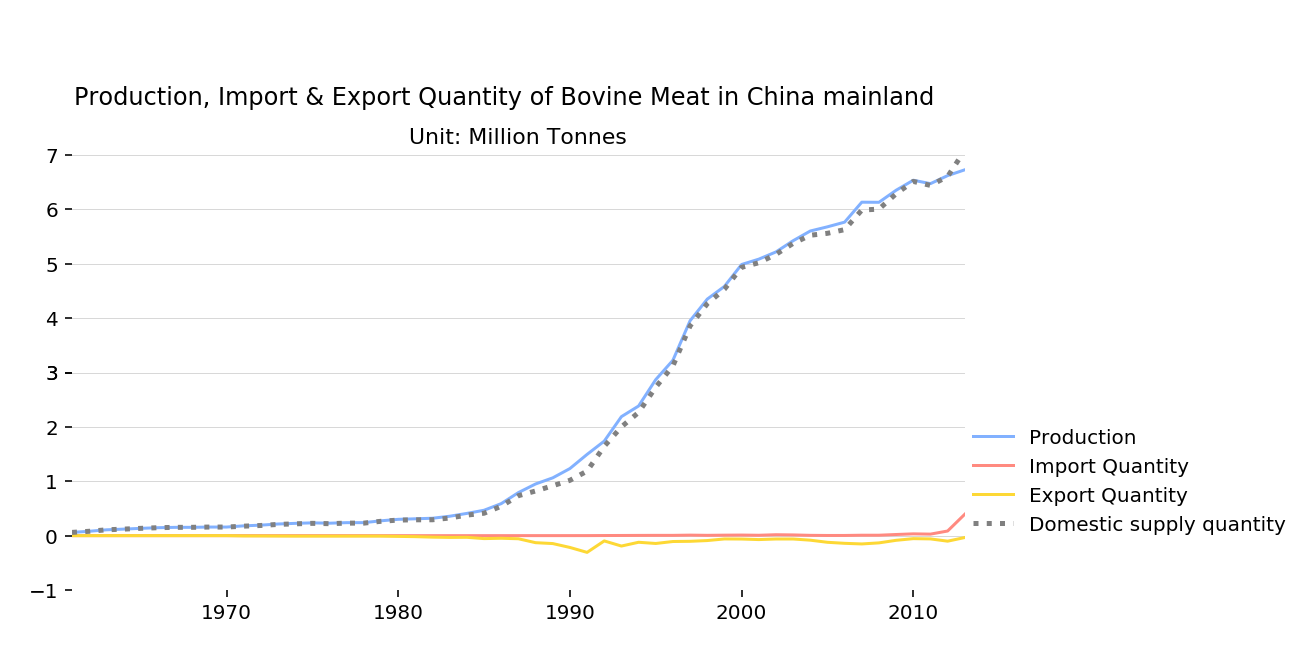 Production, Import & Export Quantity of Bovine Meat in China mainland
Unit: Million Tonnes
7
6
5
4
3
2
1
0
−1
1970 1980 1990 2000 2010
Production
Import Quantity
Export Quantity
Domestic supply quantity